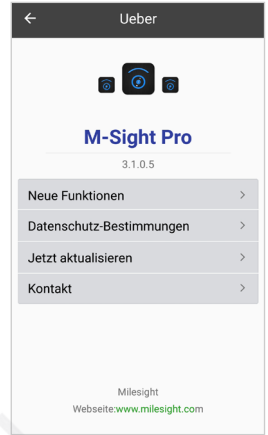 Ueber
M-Sight Pro
3.1.0.5
Neue Funktionen
Datenschutz-Bestimmungen
Jetzt aktualisieren
Kontakt
Milesight
Webseite:www.milesight.com